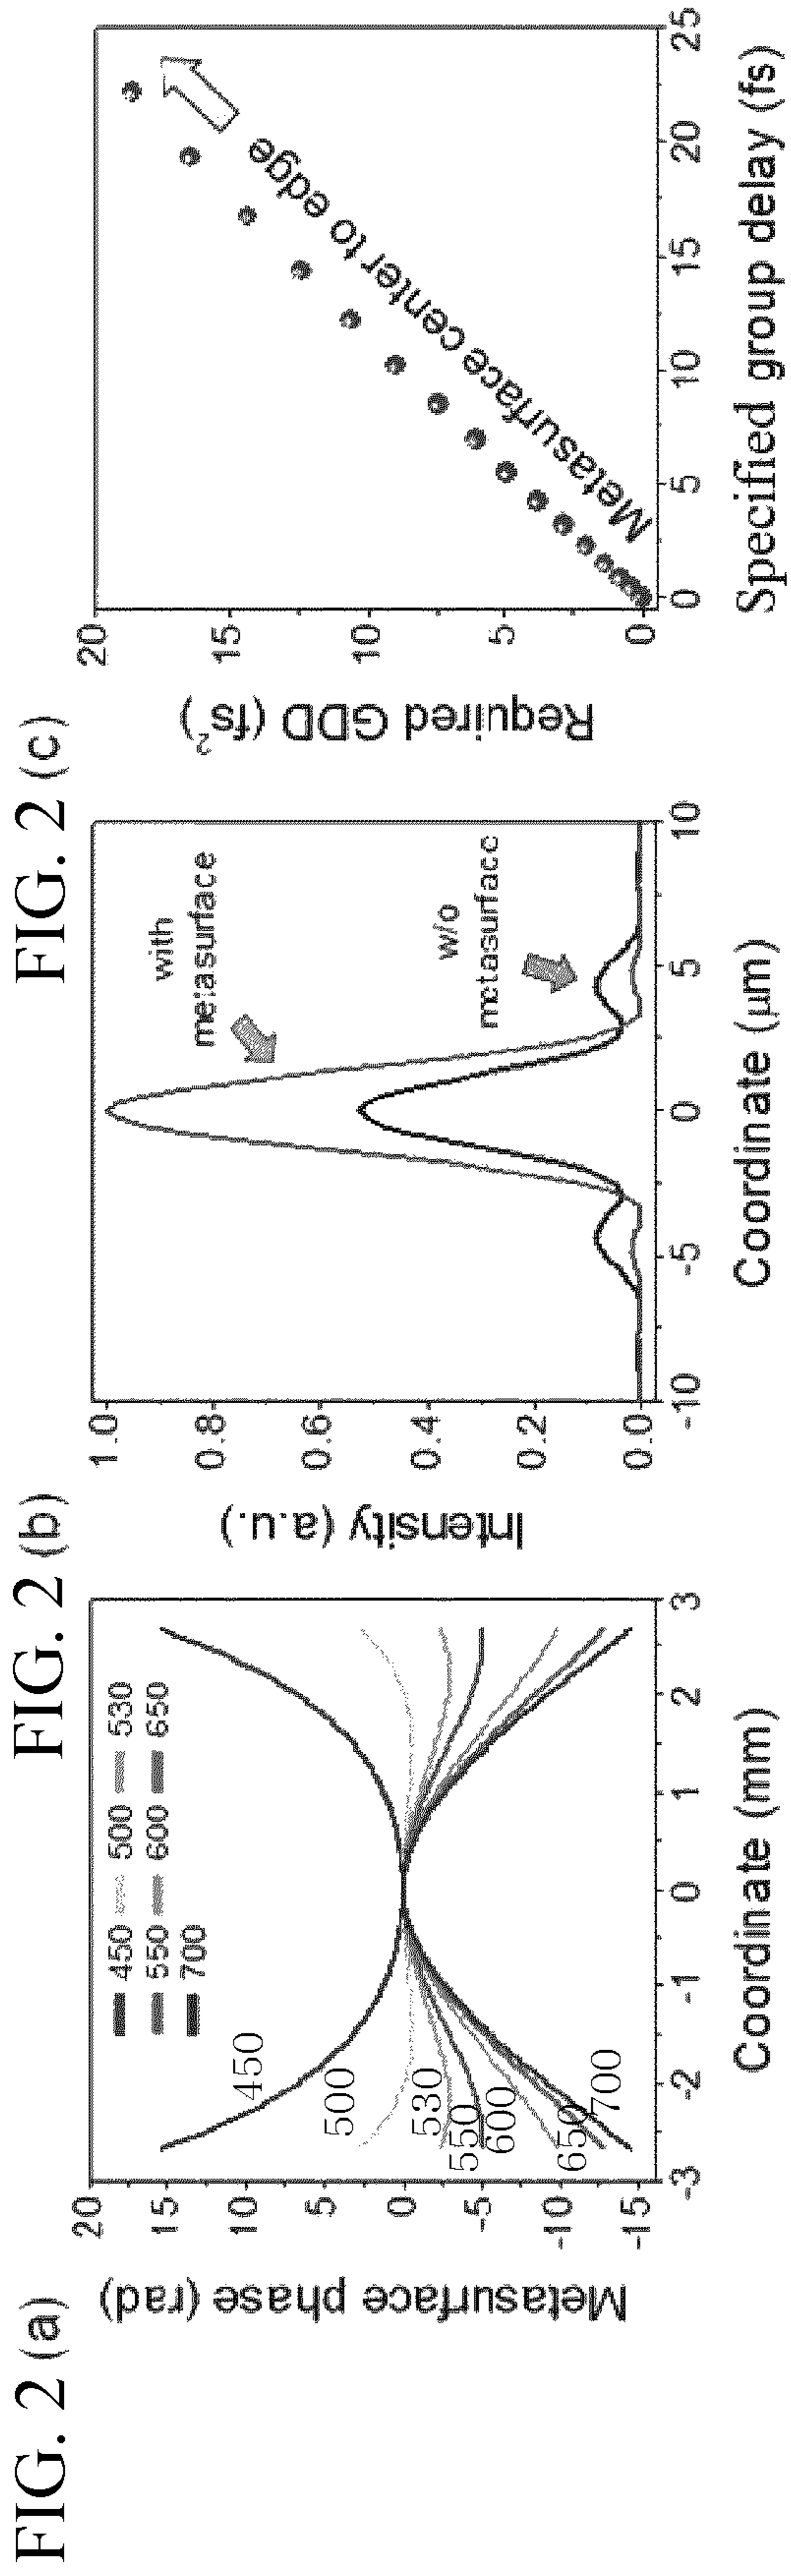 FIG. 2 (a)
Metasurface phase (rad)
20
15
10
5
0
-5
-10
-15
450 500 530
550 600 650
700
450
500
530
550
600
650
700
-3 -2 -1 0 1 2 3
Coordinate (mm)
FIG. 2 (b)
Intensity (a.u.)
1.0
0.8
0.6
0.4
0.2
0.0
with
metasurface
w/o
metasurface
-10 -5 0 5 10
Coordinate (µm)
FIG. 2 (c)
Required GDD (fs²)
20
15
10
5
0
Metasurface center to edge
0 5 10 15 20 25
Specified group delay (fs)